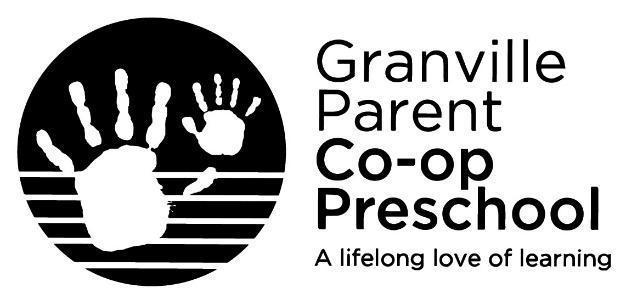 Granville
Parent
Co-op
Preschool
A lifelong love of learning